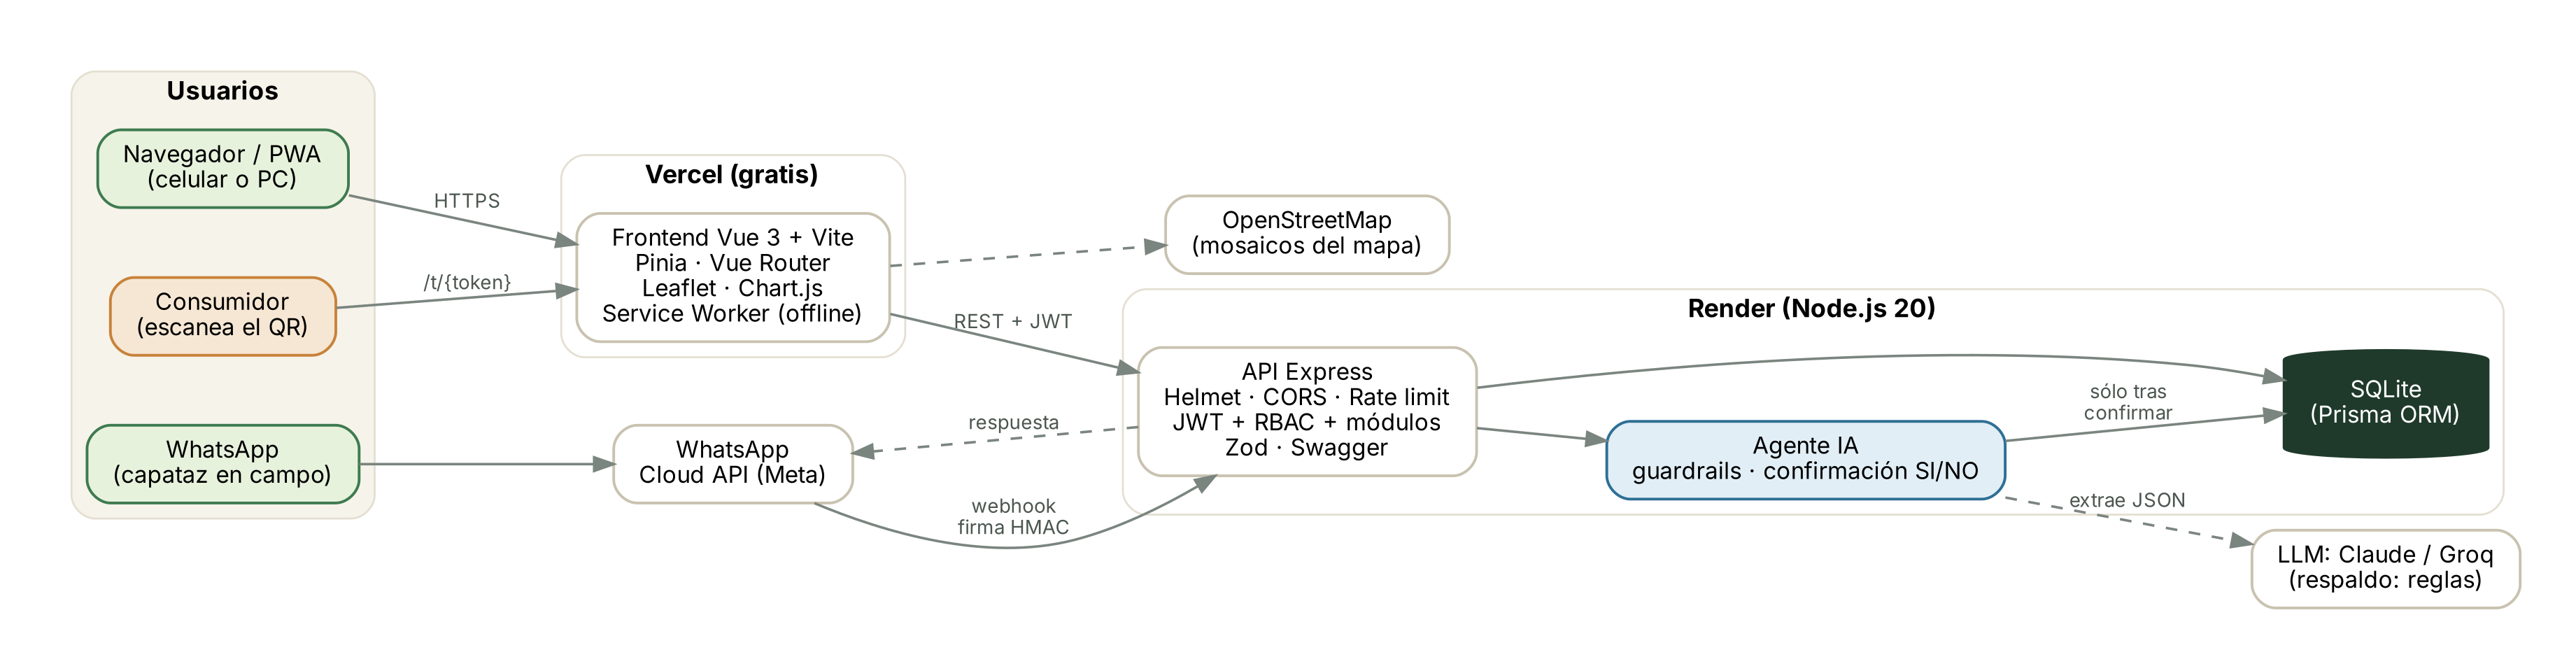 Usuarios
Navegador / PWA
(celular o PC)
Consumidor
(escanea el QR)
WhatsApp
(capataz en campo)
HTTPS
/t/{token}
Vercel (gratis)
Frontend Vue 3 + Vite
Pinia · Vue Router
Leaflet · Chart.js
Service Worker (offline)
WhatsApp
Cloud API (Meta)
REST + JWT
respuesta
webhook
firma HMAC
OpenStreetMap
(mosaicos del mapa)
Render (Node.js 20)
API Express
Helmet · CORS · Rate limit
JWT + RBAC + módulos
Zod · Swagger
Agente IA
guardrails · confirmación SI/NO
sólo tras
confirmar
extrae JSON
SQLite
(Prisma ORM)
LLM: Claude / Groq
(respaldo: reglas)